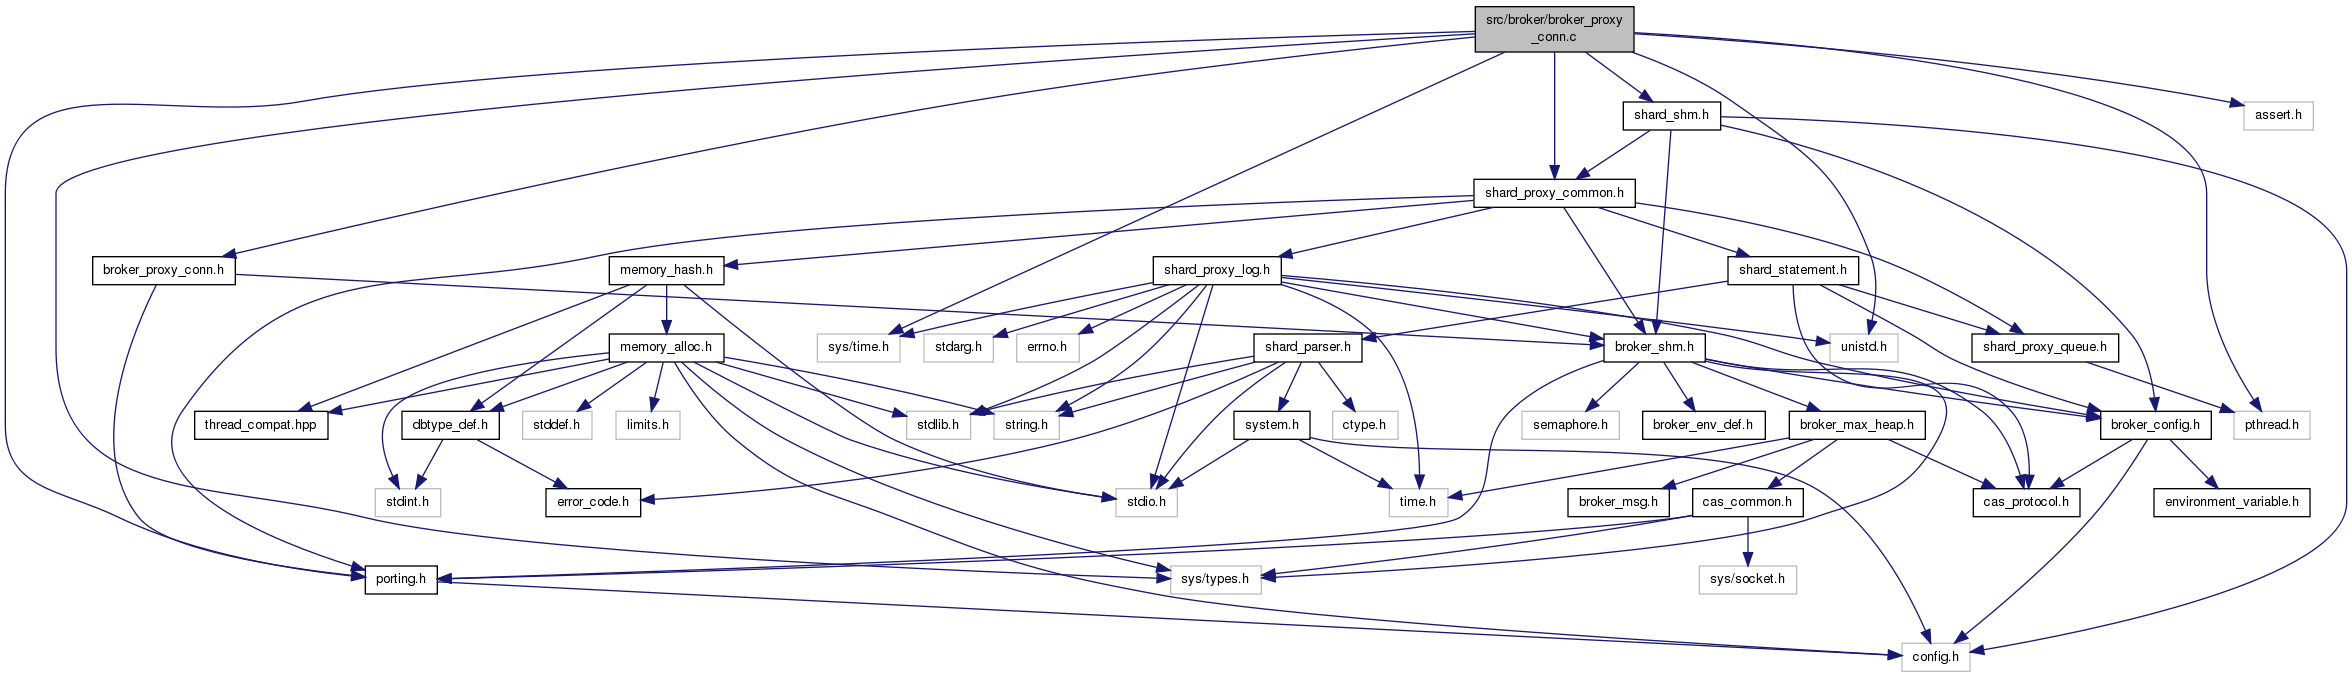 src/broker/broker_proxy
_conn.c
assert.h
shard_shm.h
shard_proxy_common.h
broker_proxy_conn.h
memory_hash.h
shard_proxy_log.h
shard_statement.h
sys/time.h
stdarg.h
errno.h
memory_alloc.h
shard_parser.h
broker_shm.h
unistd.h
shard_proxy_queue.h
thread_compat.hpp
dbtype_def.h
stddef.h
limits.h
stdlib.h
string.h
system.h
ctype.h
semaphore.h
broker_env_def.h
broker_max_heap.h
broker_config.h
pthread.h
stdint.h
error_code.h
stdio.h
time.h
broker_msg.h
cas_common.h
cas_protocol.h
environment_variable.h
porting.h
sys/types.h
sys/socket.h
config.h